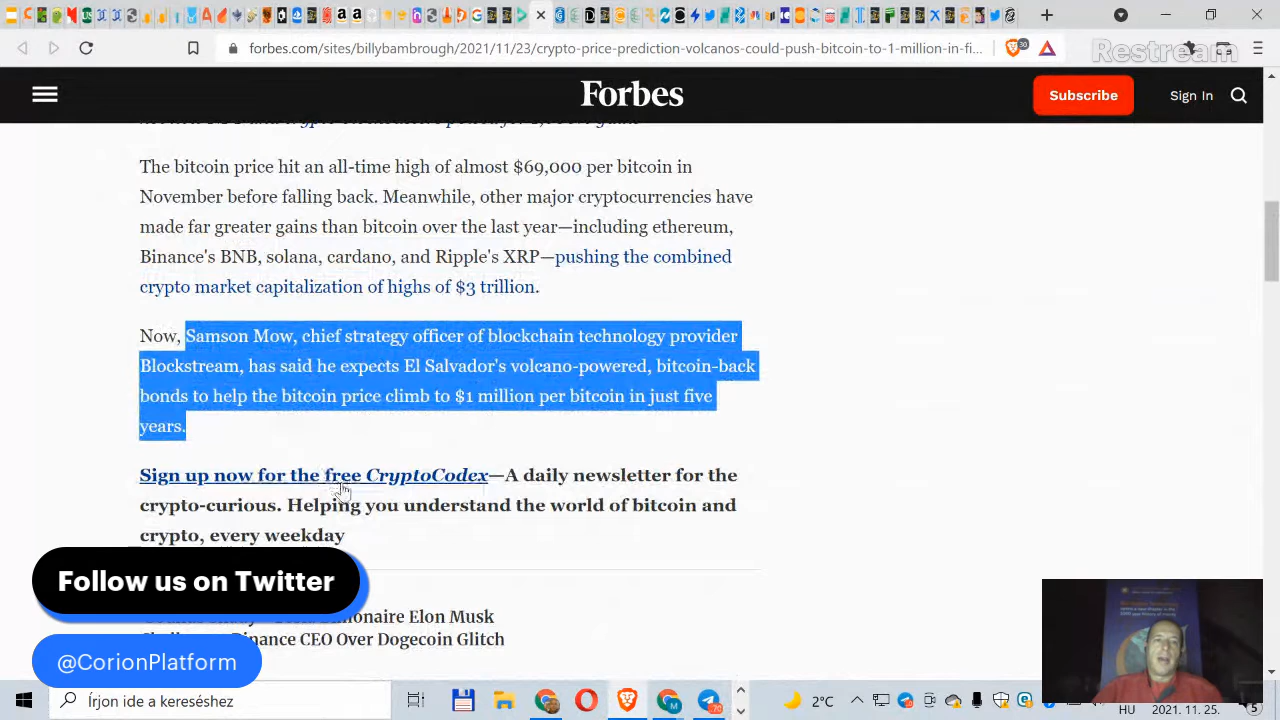 forbes.com/sites/billybambrough/2021/11/23/crypto-price-prediction-volcanos-could-push-bitcoin-to-1-million-in-fi...
30
Restream
Forbes
Subscribe
Sign In
The bitcoin price hit an all-time high of almost $69,000 per bitcoin in
November before falling back. Meanwhile, other major cryptocurrencies have
made far greater gains than bitcoin over the last year—including ethereum,
Binance's BNB, solana, cardano, and Ripple's XRP—pushing the combined
crypto market capitalization of highs of $3 trillion.
Now, Samson Mow, chief strategy officer of blockchain technology provider
Blockstream, has said he expects El Salvador's volcano-powered, bitcoin-back
bonds to help the bitcoin price climb to $1 million per bitcoin in just five
years.
Sign up now for the free CryptoCodex—A daily newsletter for the
crypto-curious. Helping you understand the world of bitcoin and
crypto, every weekday
Follow us on Twitter
Billionaire Elon Musk
Binance CEO Over Dogecoin Glitch
@CorionPlatform
Írjon ide a kereséshez
70
2°C
HU
2021. 11. 25.